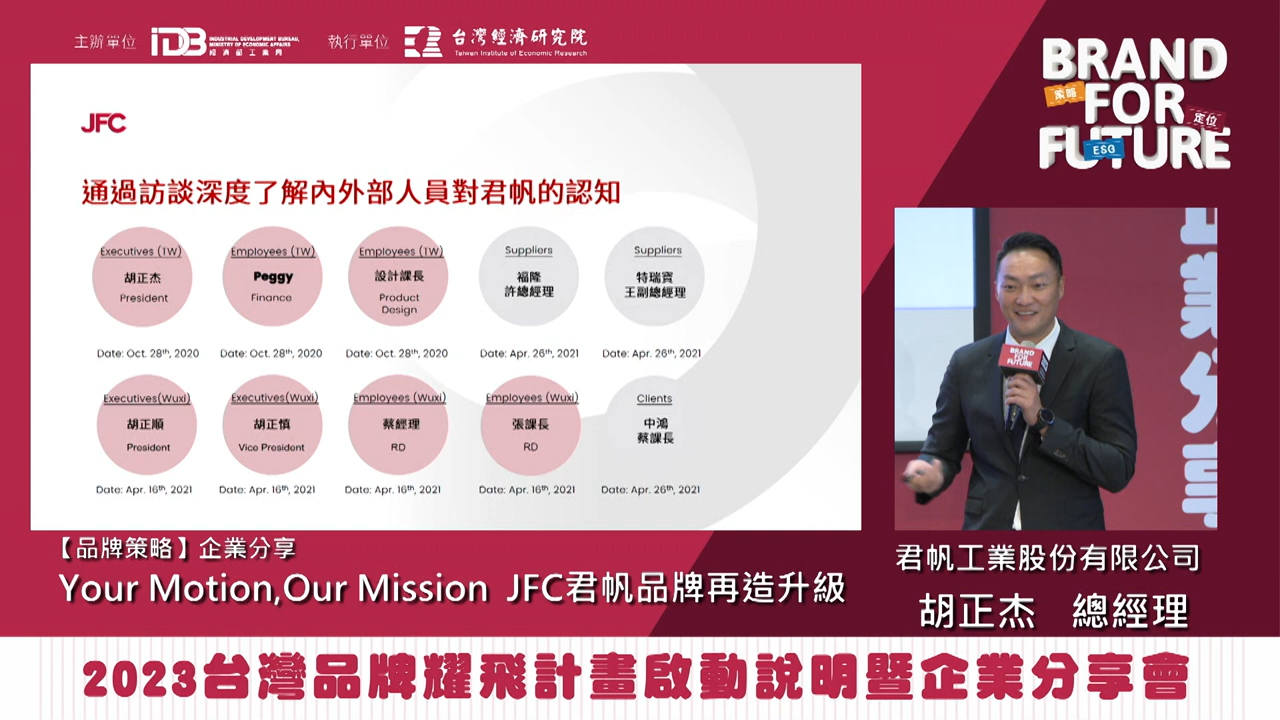 主辦單位
IDB
INDUSTRIAL DEVELOPMENT BUREAU,
MINISTRY OF ECONOMIC AFFAIRS
經濟部工業局
執行單位
台灣經濟研究院
Taiwan Institute of Economic Research
BRAND
策略
FOR
定位
FUTURE
ESG
JFC
通過訪談深度了解內外部人員對君帆的認知
Executives (TW)
胡正杰
President
Date: Oct. 28th, 2020
Employees (TW)
Peggy
Finance
Date: Oct. 28th, 2020
Employees (TW)
設計課長
Product
Design
Date: Oct. 28th, 2020
Suppliers
福隆
許總經理
Date: Apr. 26th, 2021
Suppliers
特瑞寶
王副總經理
Date: Apr. 26th, 2021
Executives(Wuxi)
胡正順
President
Date: Apr. 16th, 2021
Executives(Wuxi)
胡正慎
Vice President
Date: Apr. 16th, 2021
Employees (Wuxi)
蔡經理
RD
Date: Apr. 16th, 2021
Employees (Wuxi)
張課長
RD
Date: Apr. 16th, 2021
Clients
中鴻
蔡課長
Date: Apr. 26th, 2021
BRAND
FOR
FUTURE
【品牌策略】企業分享
Your Motion,Our Mission JFC君帆品牌再造升級
君帆工業股份有限公司
胡正杰 總經理
2023台灣品牌耀飛計畫啟動說明暨企業分享會